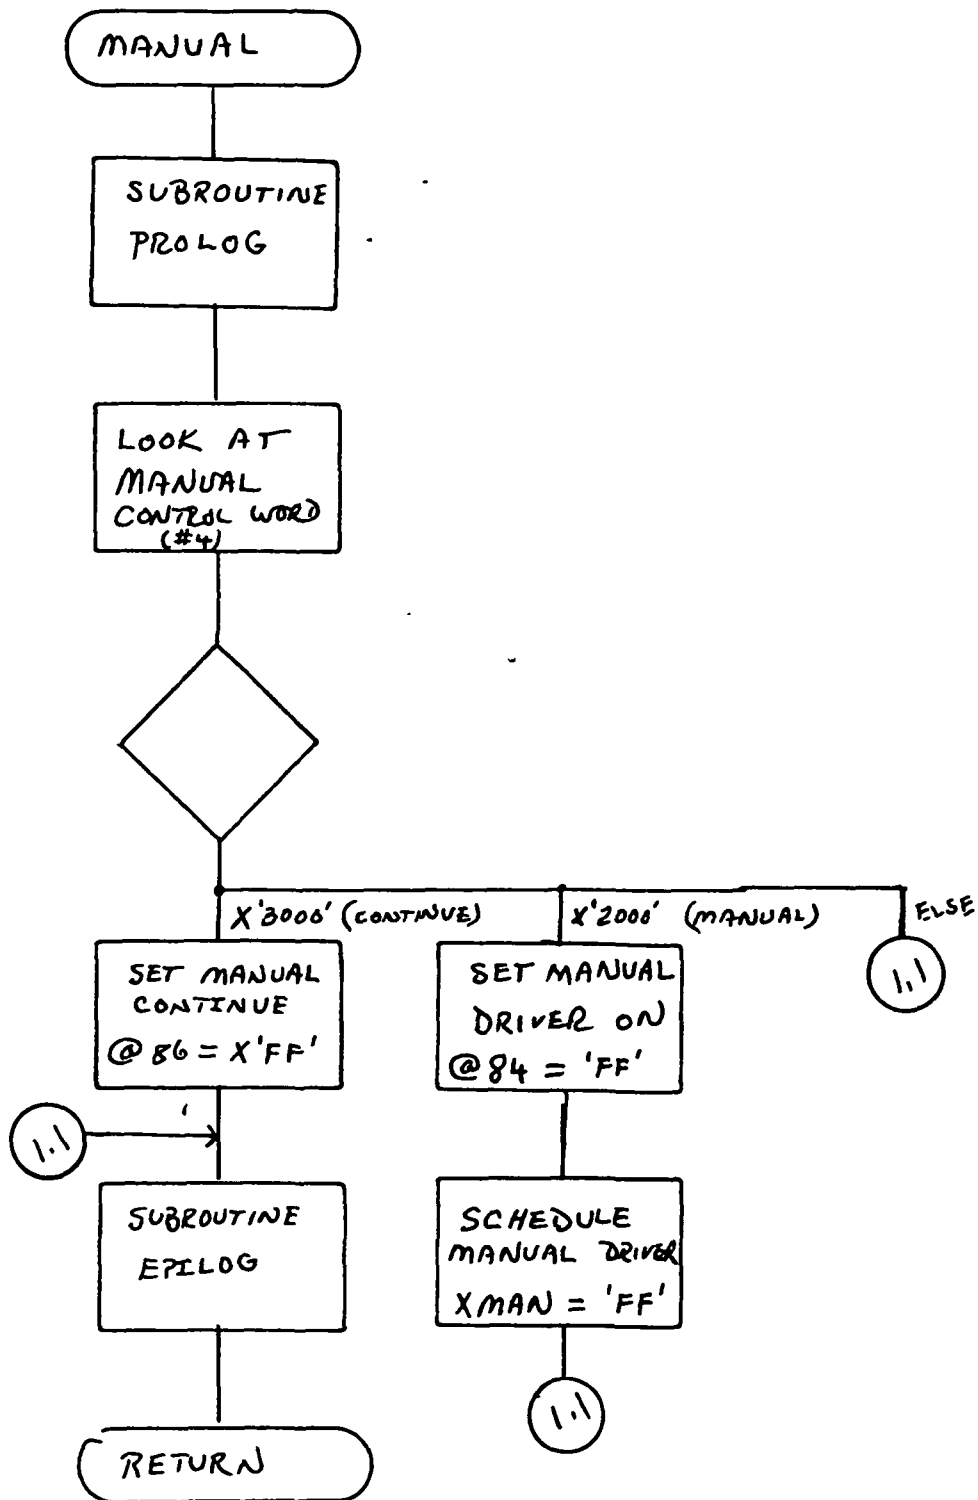 MANUAL
SUBROUTINE
PROLOG
LOOK AT
MANUAL
CONTROL WORD
(#4)
X'3000' (CONTINUE)
X'2000' (MANUAL)
ELSE
SET MANUAL
CONTINUE
@ 86 = X'FF'
SET MANUAL
DRIVER ON
@ 84 = 'FF'
1.1
1.1
SUBROUTINE
EPILOG
SCHEDULE
MANUAL DRIVER
XMAN = 'FF'
1.1
RETURN